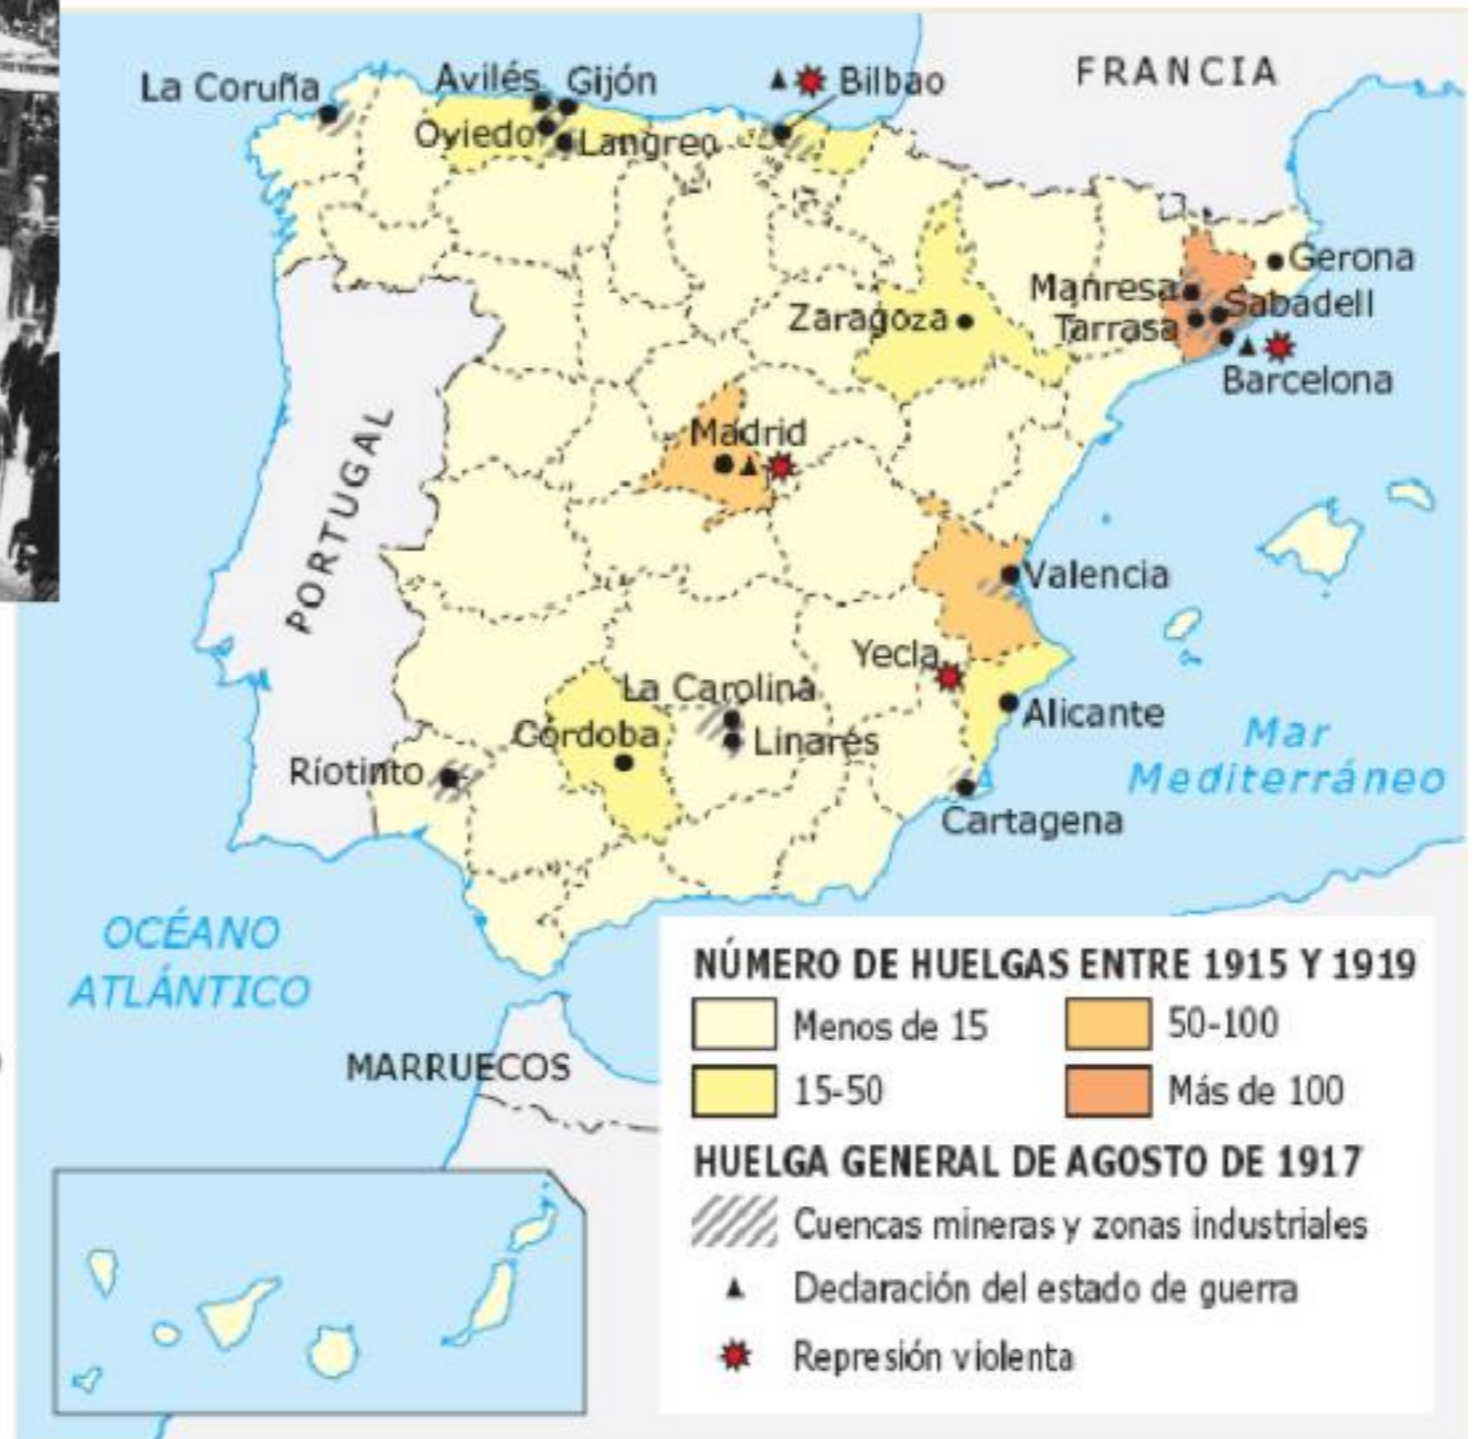 FRANCIA
La Coruña
Avilés
Gijón
Bilbao
Oviedo
Langreo
Gerona
Manresa
Sabadell
Tarrasa
Zaragoza
Barcelona
Madrid
PORTUGAL
Valencia
Yecla
La Carolina
Alicante
Córdoba
Linares
Ríotinto
Mar
Mediterráneo
Cartagena
OCÉANO
ATLÁNTICO
MARRUECOS
NÚMERO DE HUELGAS ENTRE 1915 Y 1919
Menos de 15
50-100
15-50
Más de 100
HUELGA GENERAL DE AGOSTO DE 1917
Cuencas mineras y zonas industriales
Declaración del estado de guerra
Represión violenta